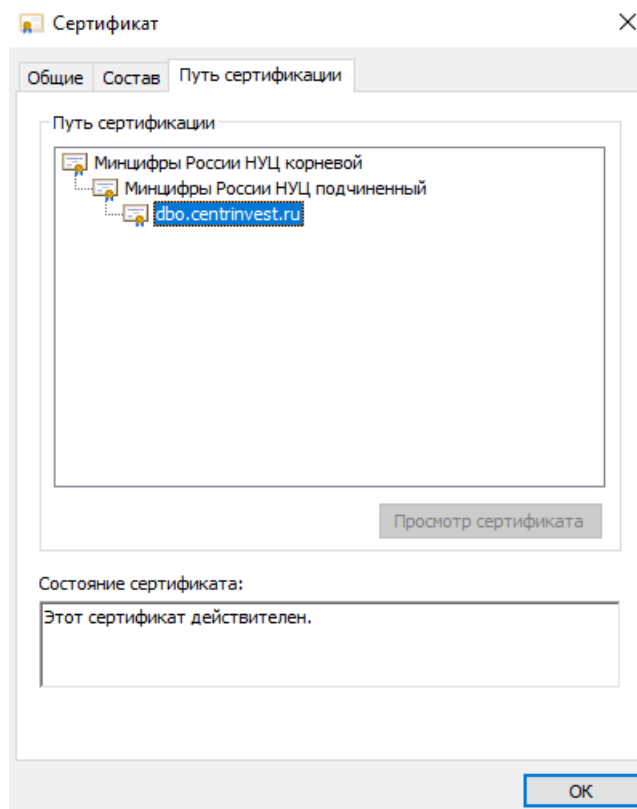 Сертификат
Общие Состав Путь сертификации
Путь сертификации
Минцифры России НУЦ корневой
Минцифры России НУЦ подчиненный
dbo.centrinvest.ru
Просмотр сертификата
Состояние сертификата:
Этот сертификат действителен.
ОК